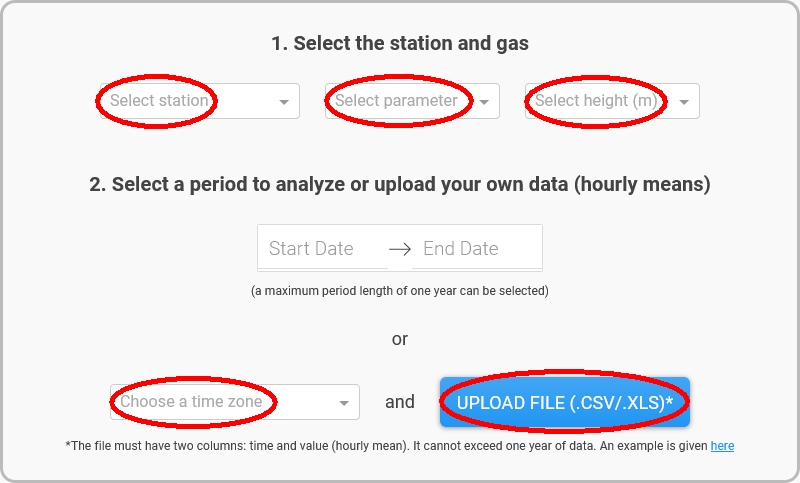 1. Select the station and gas
Select station Select parameter Select height (m)
2. Select a period to analyze or upload your own data (hourly means)
Start Date → End Date
(a maximum period length of one year can be selected)
or
Choose a time zone and UPLOAD FILE (.CSV/.XLS)*
*The file must have two columns: time and value (hourly mean). It cannot exceed one year of data. An example is given here